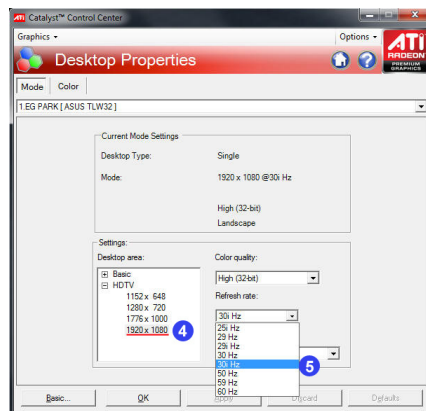 ATI Catalyst™ Control Center
Graphics
Options
ATI
RADEON
PREMIUM
GRAPHICS
Desktop Properties
Mode
Color
1.EG PARK [ ASUS TLW32 ]
Current Mode Settings
Desktop Type:
Single
Mode:
1920 x 1080 @30i Hz
High (32-bit)
Landscape
Settings:
Desktop area:
Color quality:
Basic
HDTV
1152 x 648
1280 x 720
1776 x 1000
1920 x 1080
4
High (32-bit)
Refresh rate:
30i Hz
25i Hz
29 Hz
29i Hz
30 Hz
30i Hz
50 Hz
59 Hz
60 Hz
5
Basic...
OK
Discard
Defaults